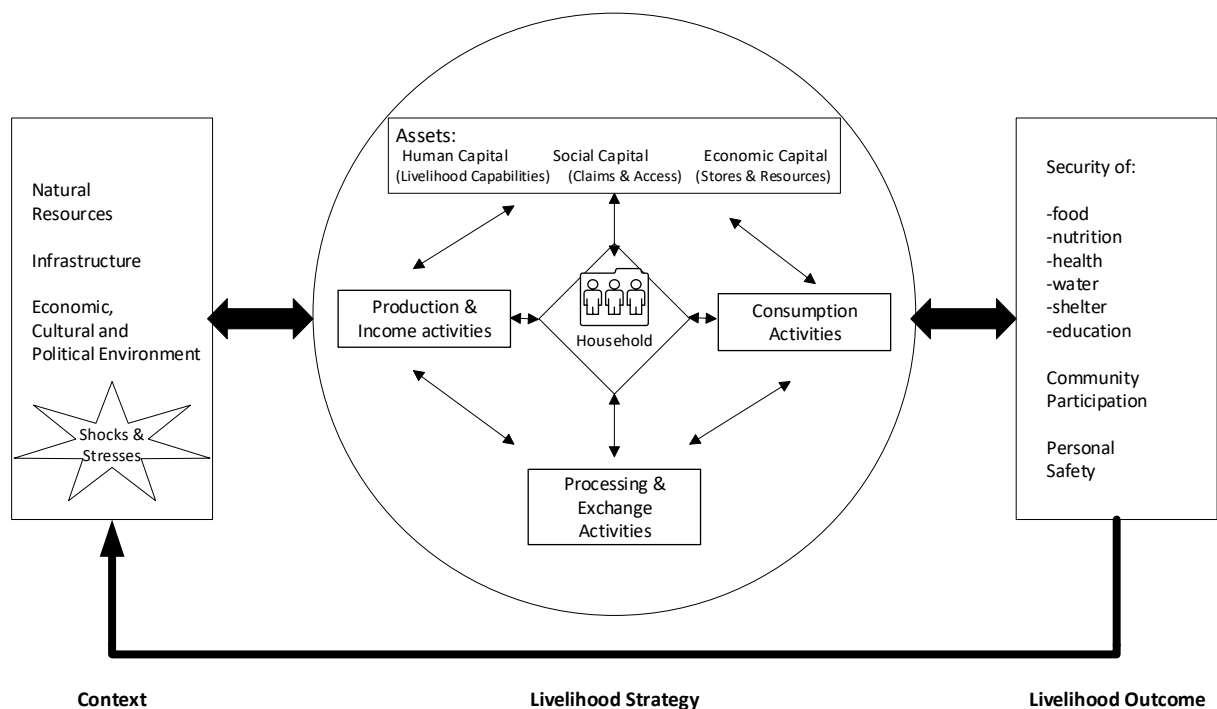 Natural
Resources
Infrastructure
Economic,
Cultural and
Political Environment
Shocks &
Stresses
Assets:
Human Capital Social Capital Economic Capital
(Livelihood Capabilities) (Claims & Access) (Stores & Resources)
Production &
Income activities
Household
Consumption
Activities
Processing &
Exchange
Activities
Security of:
-food
-nutrition
-health
-water
-shelter
-education
Community
Participation
Personal
Safety
Context Livelihood Strategy Livelihood Outcome